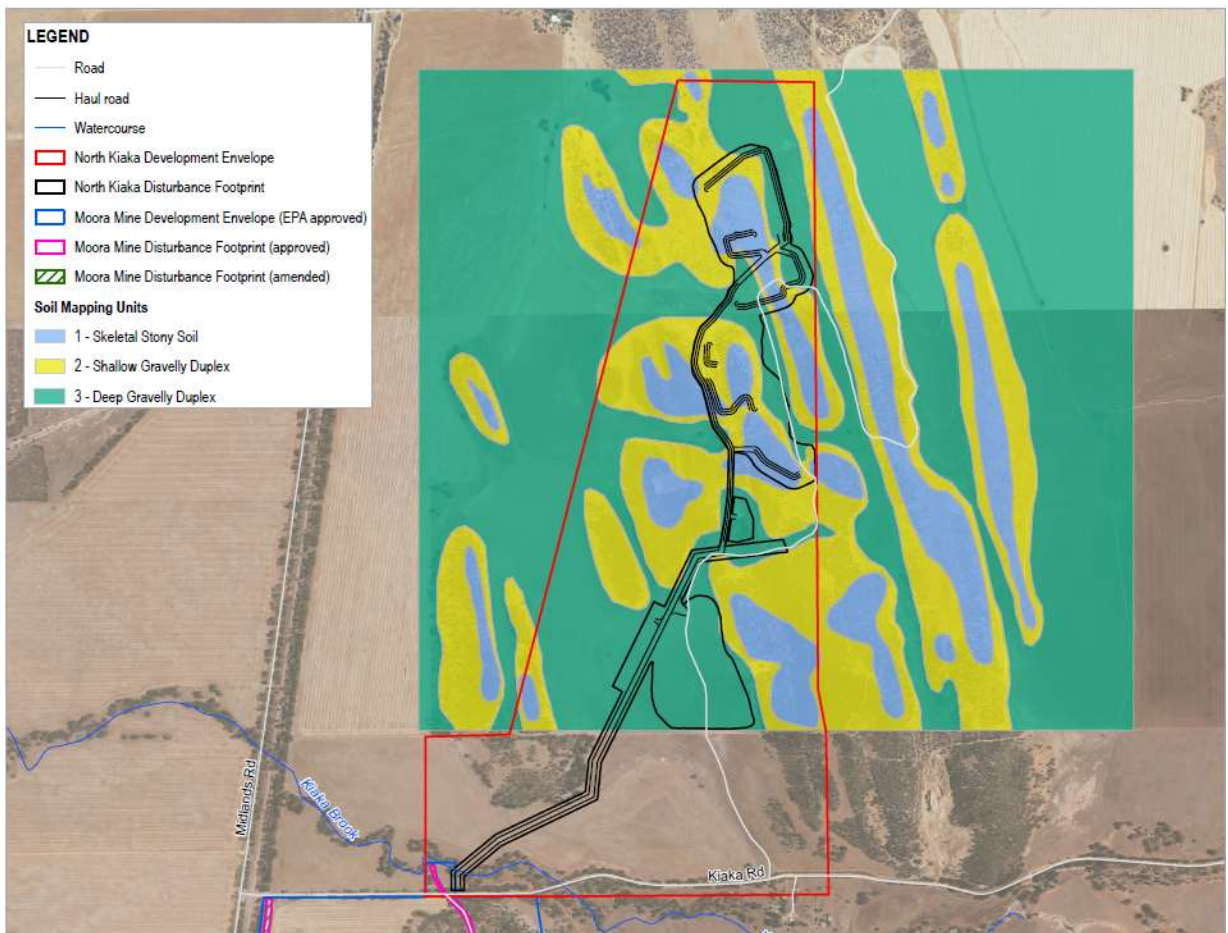 LEGEND
Road
Haul road
Watercourse
North Kiaka Development Envelope
North Kiaka Disturbance Footprint
Moora Mine Development Envelope (EPA approved)
Moora Mine Disturbance Footprint (approved)
Moora Mine Disturbance Footprint (amended)
Soil Mapping Units
1 - Skeletal Stony Soil
2 - Shallow Gravelly Duplex
3 - Deep Gravelly Duplex
Midlands Rd
Kiaka Brook
Kiaka Rd